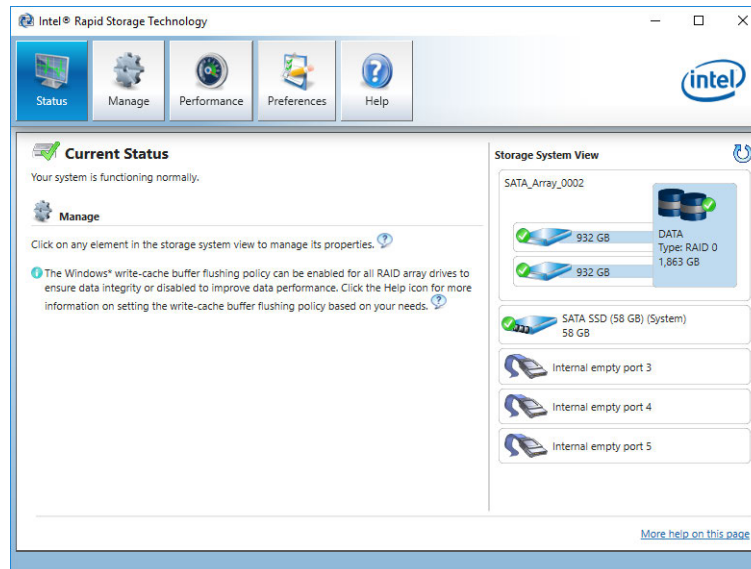 Intel® Rapid Storage Technology
Status
Manage
Performance
Preferences
Help
intel
Current Status
Your system is functioning normally.
Manage
Click on any element in the storage system view to manage its properties.
The Windows* write-cache buffer flushing policy can be enabled for all RAID array drives to
ensure data integrity or disabled to improve data performance. Click the Help icon for more
information on setting the write-cache buffer flushing policy based on your needs.
Storage System View
SATA_Array_0002
932 GB
932 GB
DATA
Type: RAID 0
1,863 GB
SATA SSD (58 GB) (System)
58 GB
Internal empty port 3
Internal empty port 4
Internal empty port 5
More help on this page